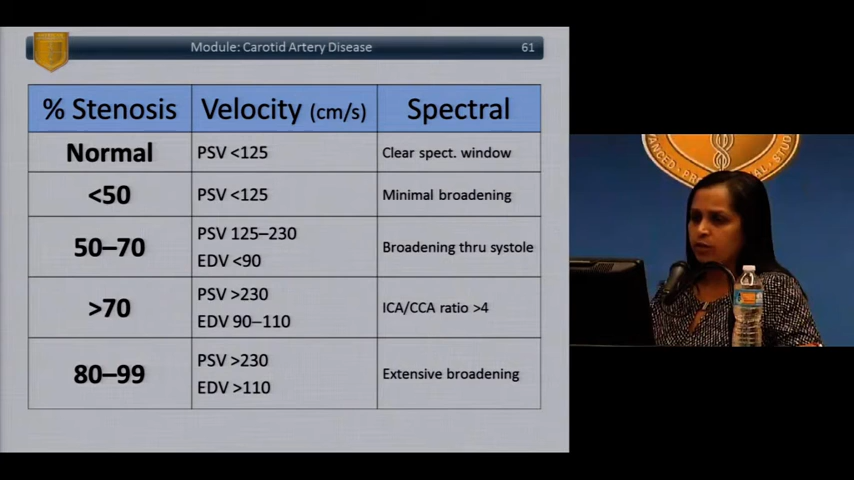 Module: Carotid Artery Disease 61
% Stenosis Velocity (cm/s) Spectral
Normal PSV <125 Clear spect. window
<50 PSV <125 Minimal broadening
50–70 PSV 125–230 EDV <90 Broadening thru systole
>70 PSV >230 EDV 90–110 ICA/CCA ratio >4
80–99 PSV >230 EDV >110 Extensive broadening